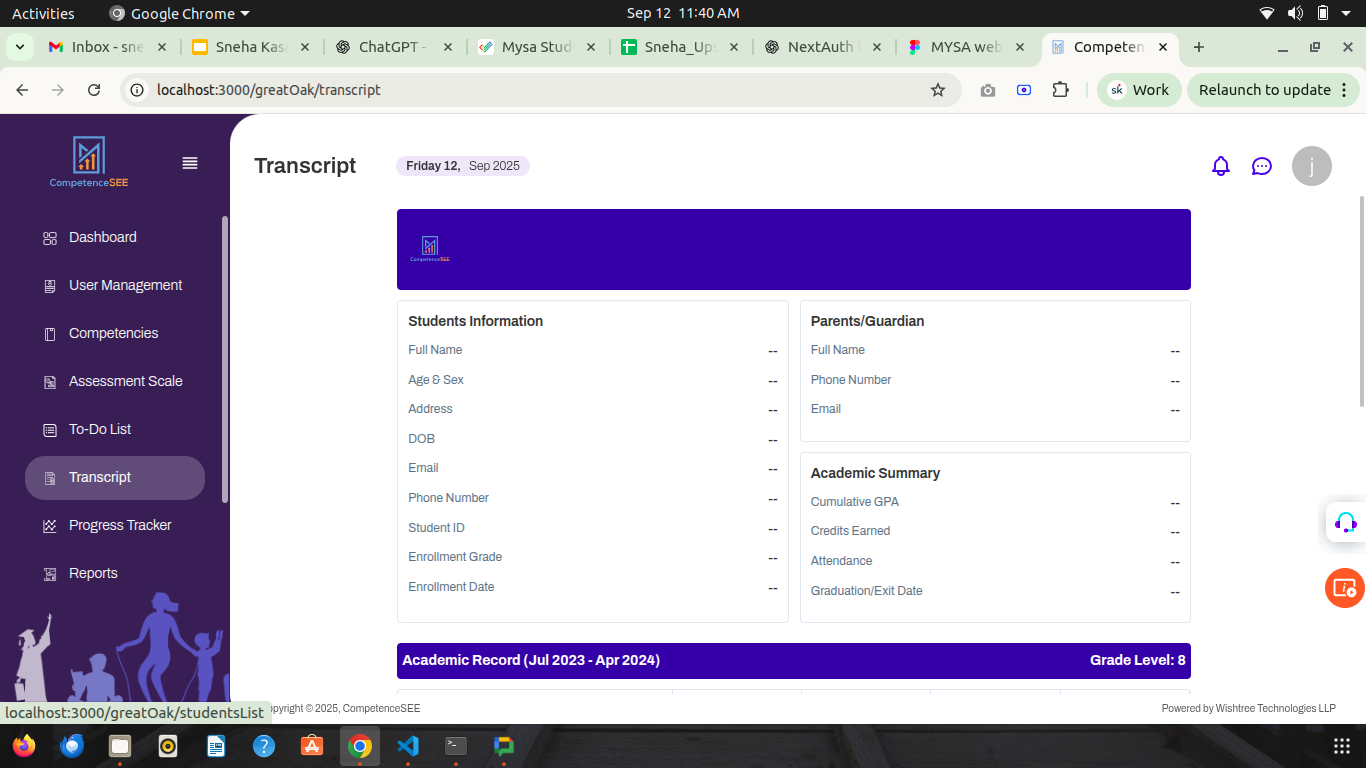 Activities
Google Chrome
Sep 12 11:40 AM
Inbox - sne
Sneha Kasa
ChatGPT -
Mysa Stud
Sneha_Ups
NextAuth
MYSA web
Competen
localhost:3000/greatOak/transcript
sk Work
Relaunch to update
CompetenceSEE
Transcript
Friday 12, Sep 2025
j
Dashboard
User Management
Competencies
Assessment Scale
To-Do List
Transcript
Progress Tracker
Reports
CompetenceSEE
Students Information
Full Name --
Age & Sex --
Address --
DOB --
Email --
Phone Number --
Student ID --
Enrollment Grade --
Enrollment Date --
Parents/Guardian
Full Name --
Phone Number --
Email --
Academic Summary
Cumulative GPA --
Credits Earned --
Attendance --
Graduation/Exit Date --
Academic Record (Jul 2023 - Apr 2024) Grade Level: 8
opyright © 2025, CompetenceSEE
Powered by Wishtree Technologies LLP
localhost:3000/greatOak/studentsList